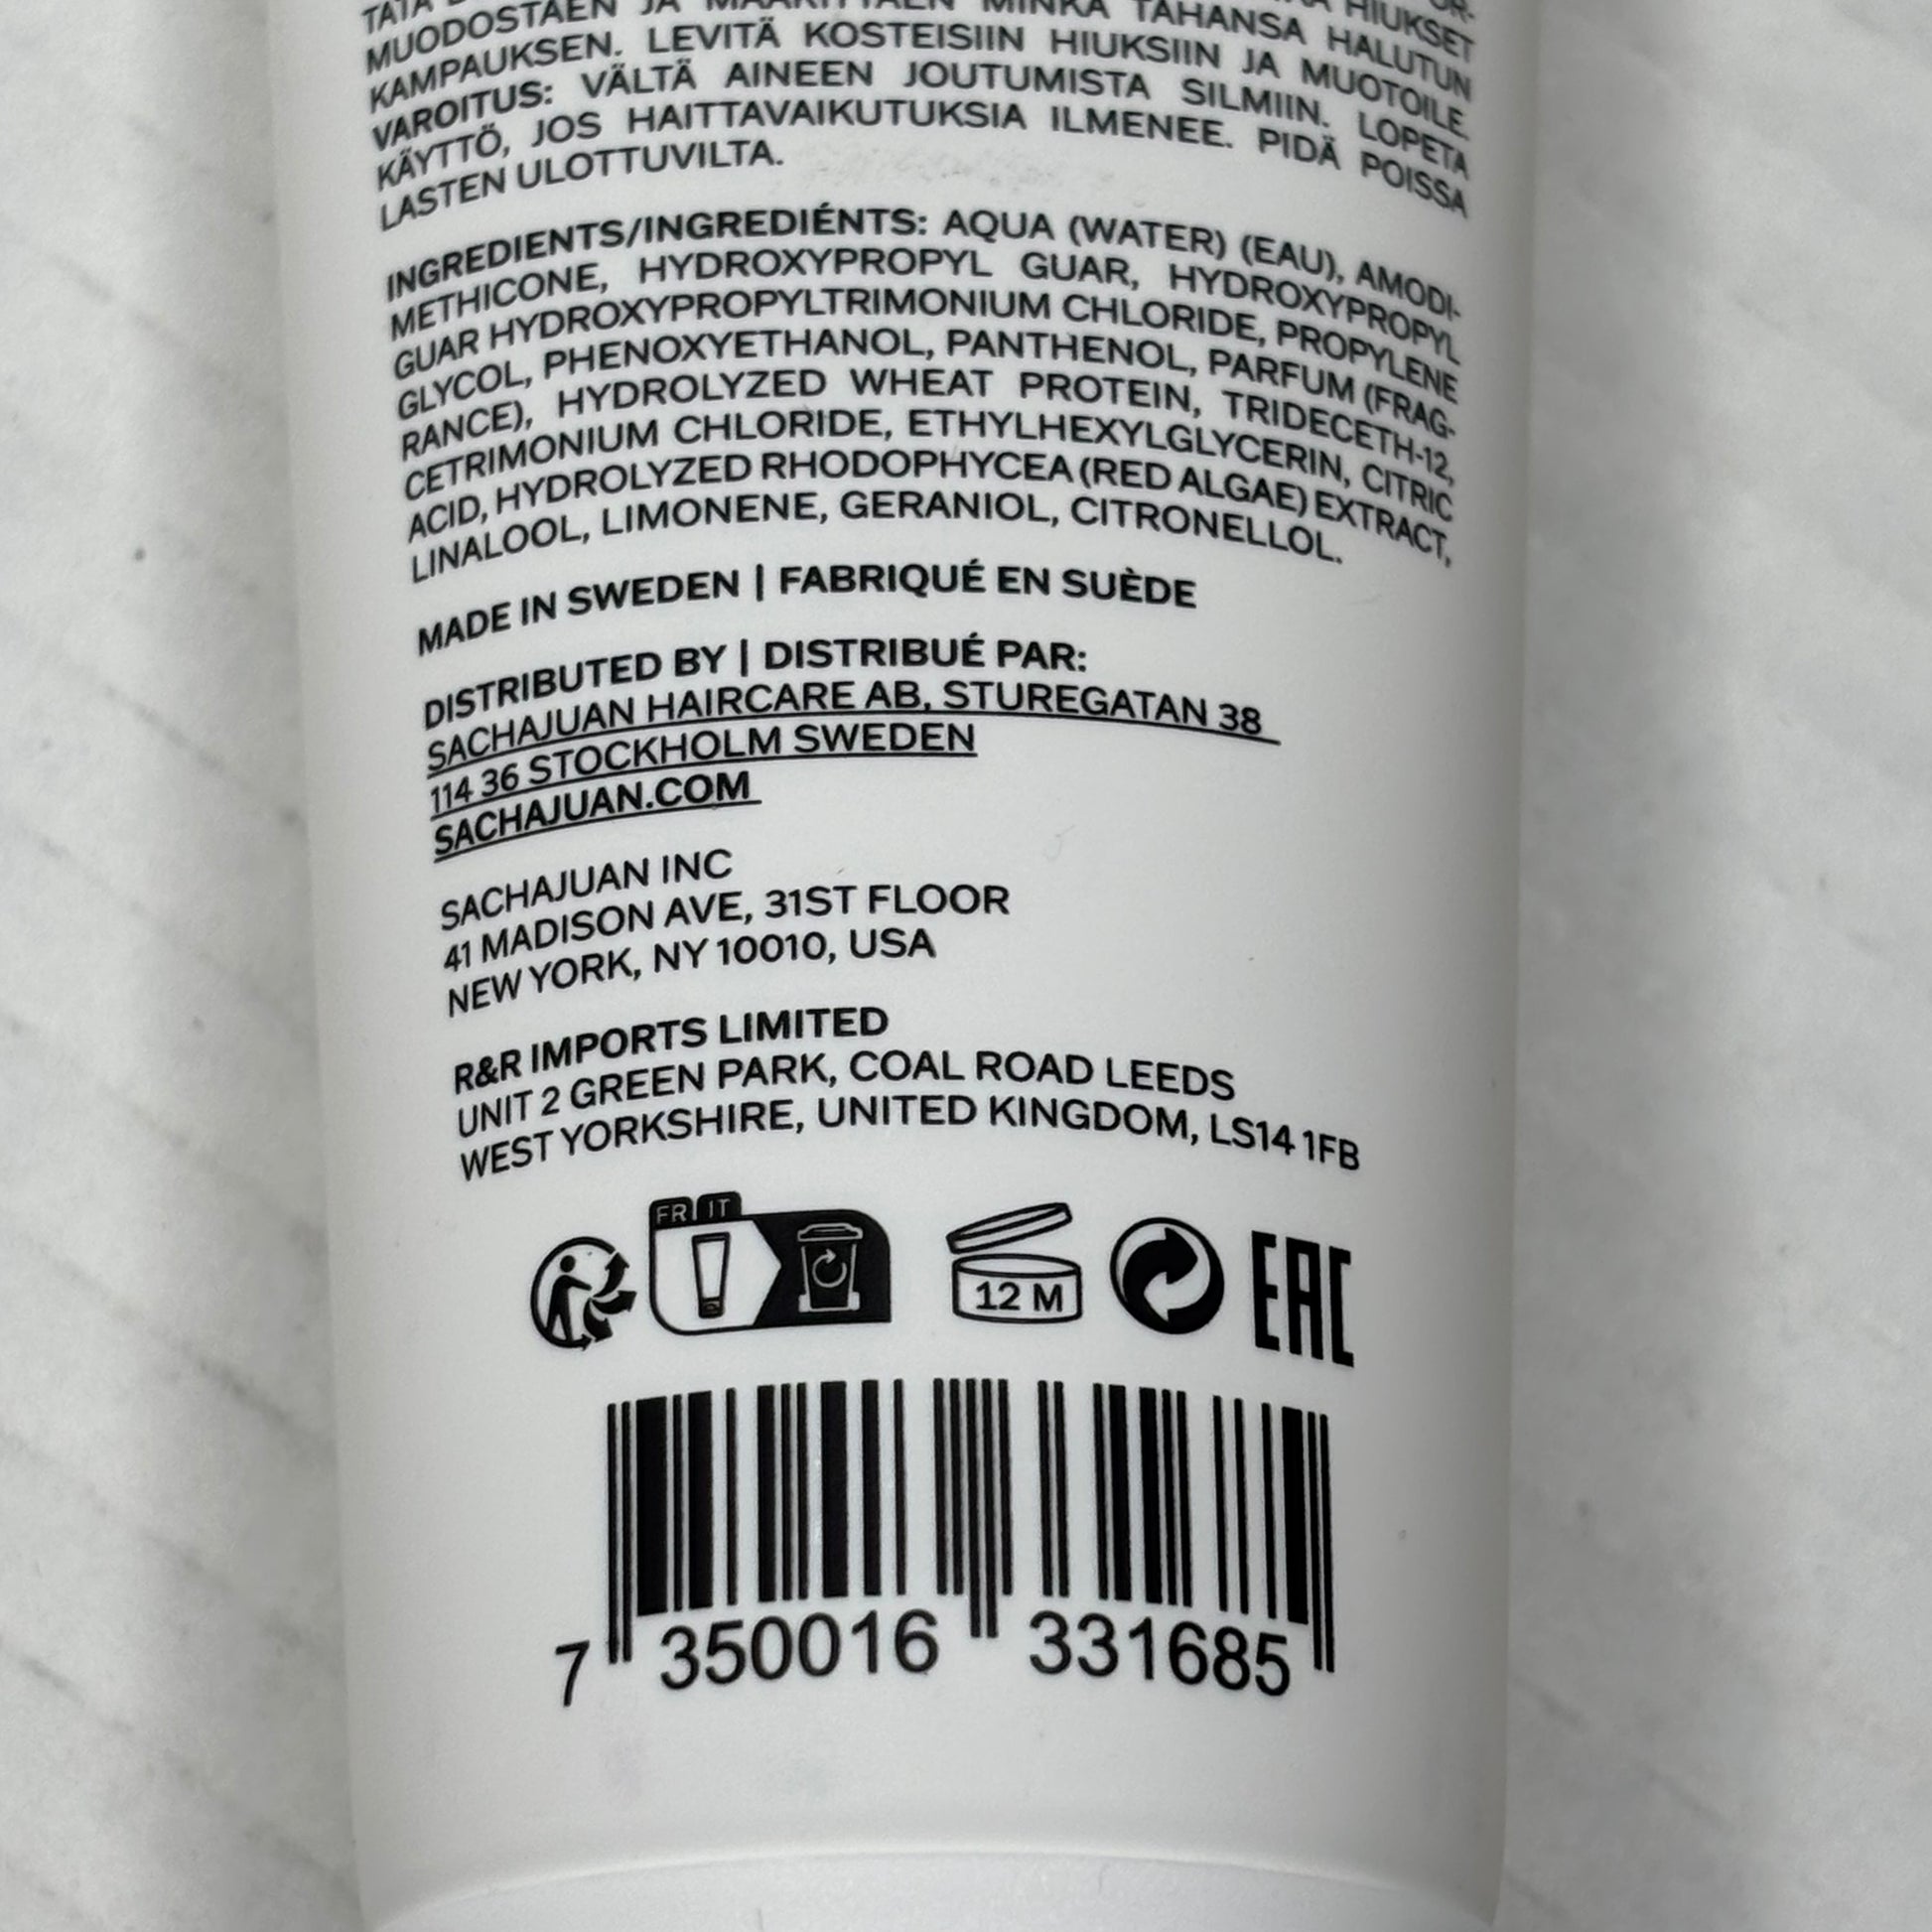 TÄTÄ
HIUKSET
MUODOSTAEN JA MÄÄRITTÄEN MINKÄ TAHANSA HALUTUN
KAMPAUKSEN. LEVITÄ KOSTEISIIN HIUKSIIN JA MUOTOILE.
VAROITUS: VÄLTÄ AINEEN JOUTUMISTA SILMIIN. LOPETA
KÄYTTÖ, JOS HAITTAVAIKUTUKSIA ILMENEE. PIDÄ POISSA
LASTEN ULOTTUVILTA.
INGREDIENTS/INGREDIÉNTS: AQUA (WATER) (EAU), AMODI-
METHICONE, HYDROXYPROPYL GUAR, HYDROXYPROPYL
GUAR HYDROXYPROPYLTRIMONIUM CHLORIDE, PROPYLENE
GLYCOL, PHENOXYETHANOL, PANTHENOL, PARFUM (FRAG-
RANCE), HYDROLYZED WHEAT PROTEIN, TRIDECETH-12,
CETRIMONIUM CHLORIDE, ETHYLHEXYLGLYCERIN, CITRIC
ACID, HYDROLYZED RHODOPHYCEA (RED ALGAE) EXTRACT,
LINALOOL, LIMONENE, GERANIOL, CITRONELLOL.
MADE IN SWEDEN | FABRIQUÉ EN SUÈDE
DISTRIBUTED BY | DISTRIBUÉ PAR:
SACHAJUAN HAIRCARE AB, STUREGATAN 38
114 36 STOCKHOLM SWEDEN
SACHAJUAN.COM
SACHAJUAN INC
41 MADISON AVE, 31ST FLOOR
NEW YORK, NY 10010, USA
R&R IMPORTS LIMITED
UNIT 2 GREEN PARK, COAL ROAD LEEDS
WEST YORKSHIRE, UNITED KINGDOM, LS14 1FB
FR IT
12 M
EAC
7 350016 331685